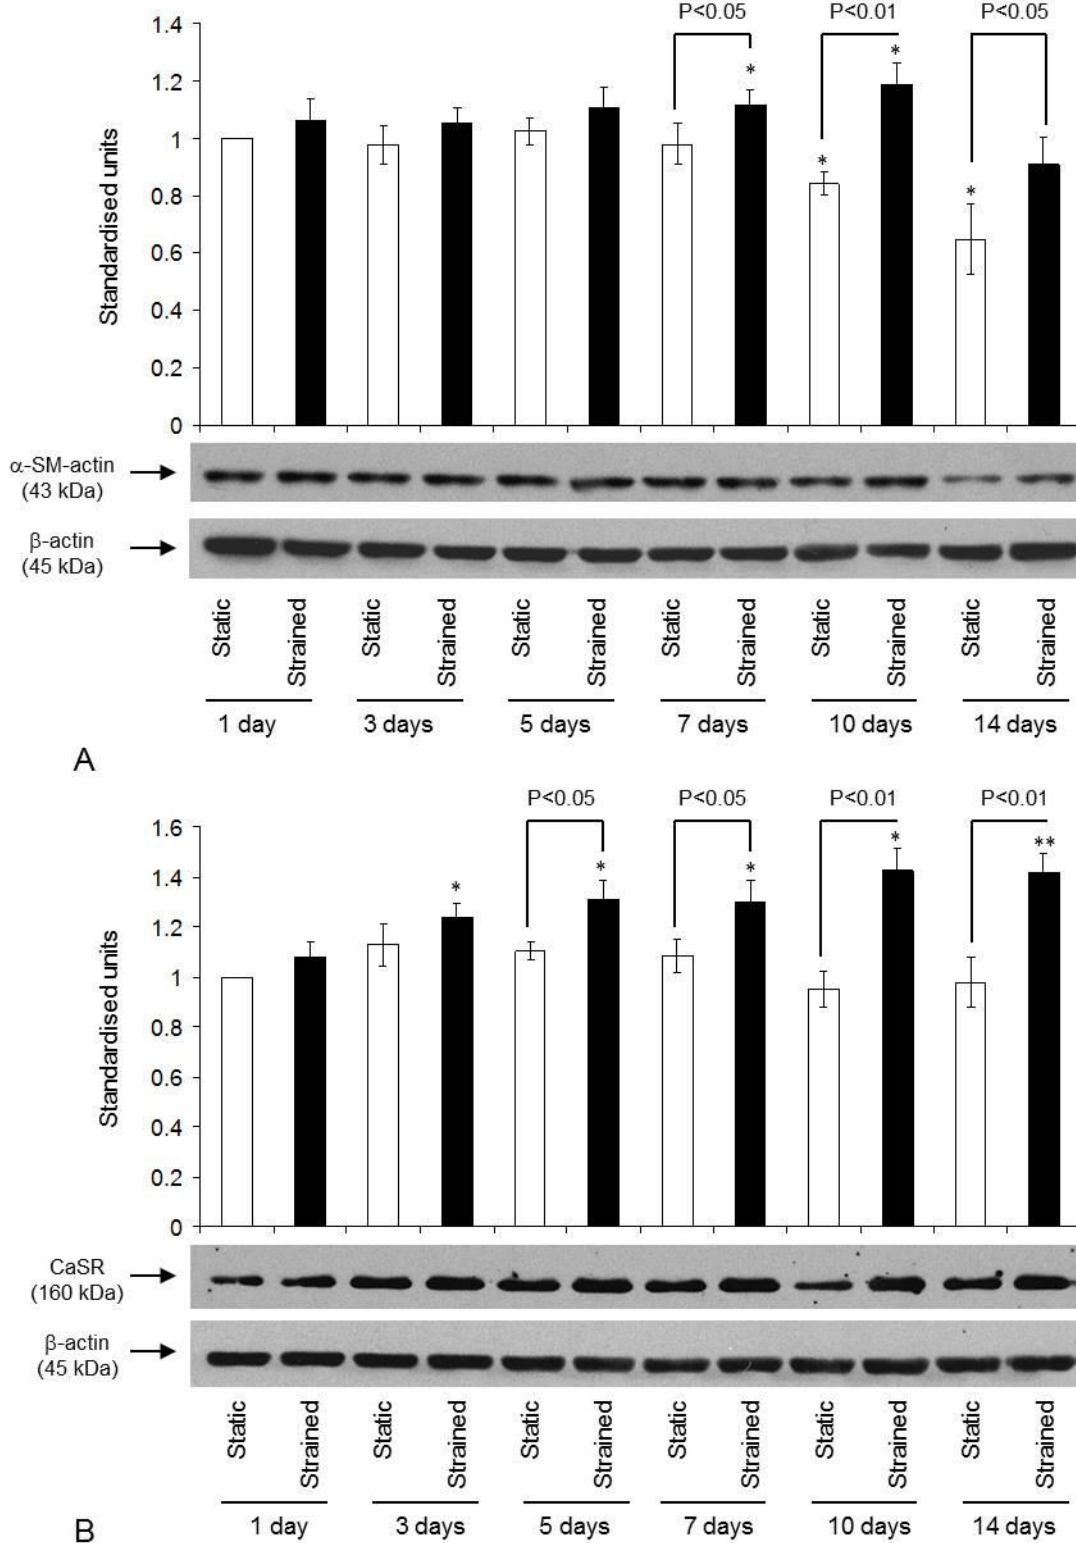 P<0.05 P<0.01 P<0.05
1.4
1.2
1
0.8
0.6
0.4
0.2
0
Standardised units
* * * *
*
α-SM-actin
(43 kDa)
β-actin
(45 kDa)
Static Strained Static Strained Static Strained Static Strained Static Strained Static Strained
1 day 3 days 5 days 7 days 10 days 14 days
A
P<0.05 P<0.05 P<0.01 P<0.01
1.6
1.4
1.2
1
0.8
0.6
0.4
0.2
0
Standardised units
* * * * **
CaSR
(160 kDa)
β-actin
(45 kDa)
Static Strained Static Strained Static Strained Static Strained Static Strained Static Strained
1 day 3 days 5 days 7 days 10 days 14 days
B